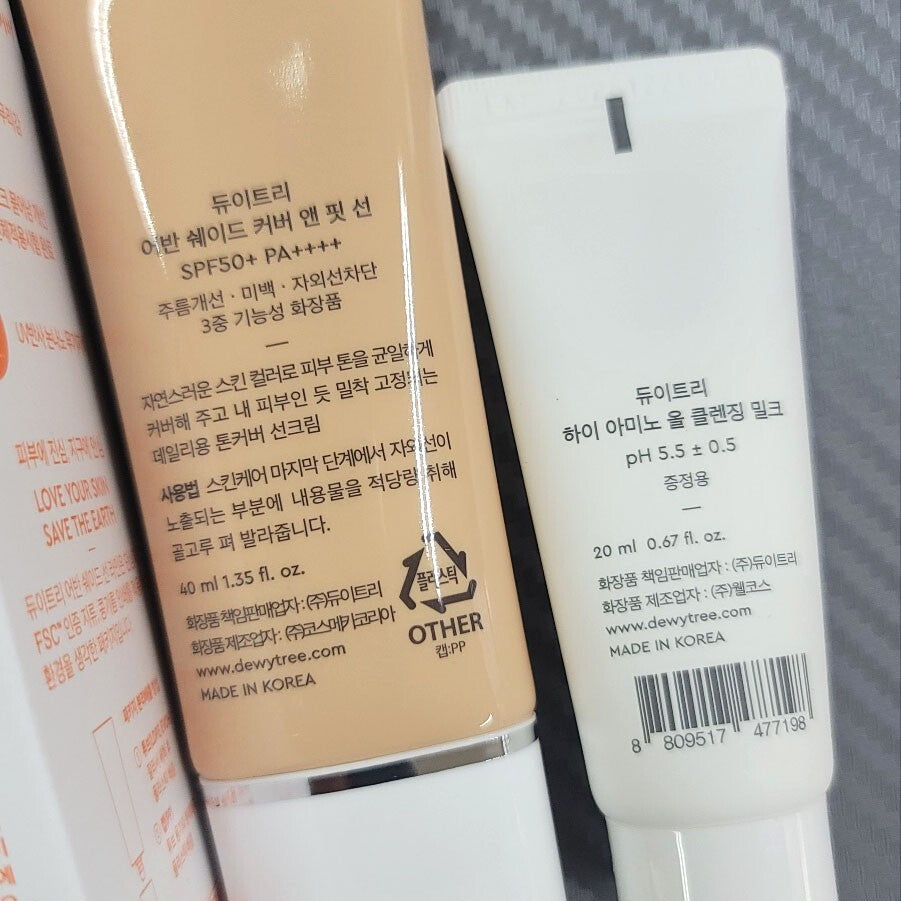 피부에 진심 지구에 안심
LOVE YOUR SKIN
SAVE THE EARTH
듀이트리
어반 쉐이드 커버 앤 핏 선
SPF50+ PA++++
주름개선 · 미백 · 자외선차단
3중 기능성 화장품
자연스러운 스킨 컬러로 피부 톤을 균일하게
커버해 주고 내 피부인 듯 밀착 고정되는
데일리용 톤커버 선크림
사용법 스킨케어 마지막 단계에서 자외선이
노출되는 부분에 내용물을 적당량 취해
골고루 펴 발라줍니다.
40 ml 1.35 fl. oz.
화장품 책임판매업자 : (주)듀이트리
화장품 제조업자 : (주)코스메카코리아
www.dewytree.com
MADE IN KOREA
플라스틱
OTHER
캡:PP
듀이트리
하이 아미노 올 클렌징 밀크
pH 5.5 ± 0.5
증정용
20 ml 0.67 fl. oz.
화장품 책임판매업자 : (주)듀이트리
화장품 제조업자 : (주)웰코스
www.dewytree.com
MADE IN KOREA
8 809517 477198